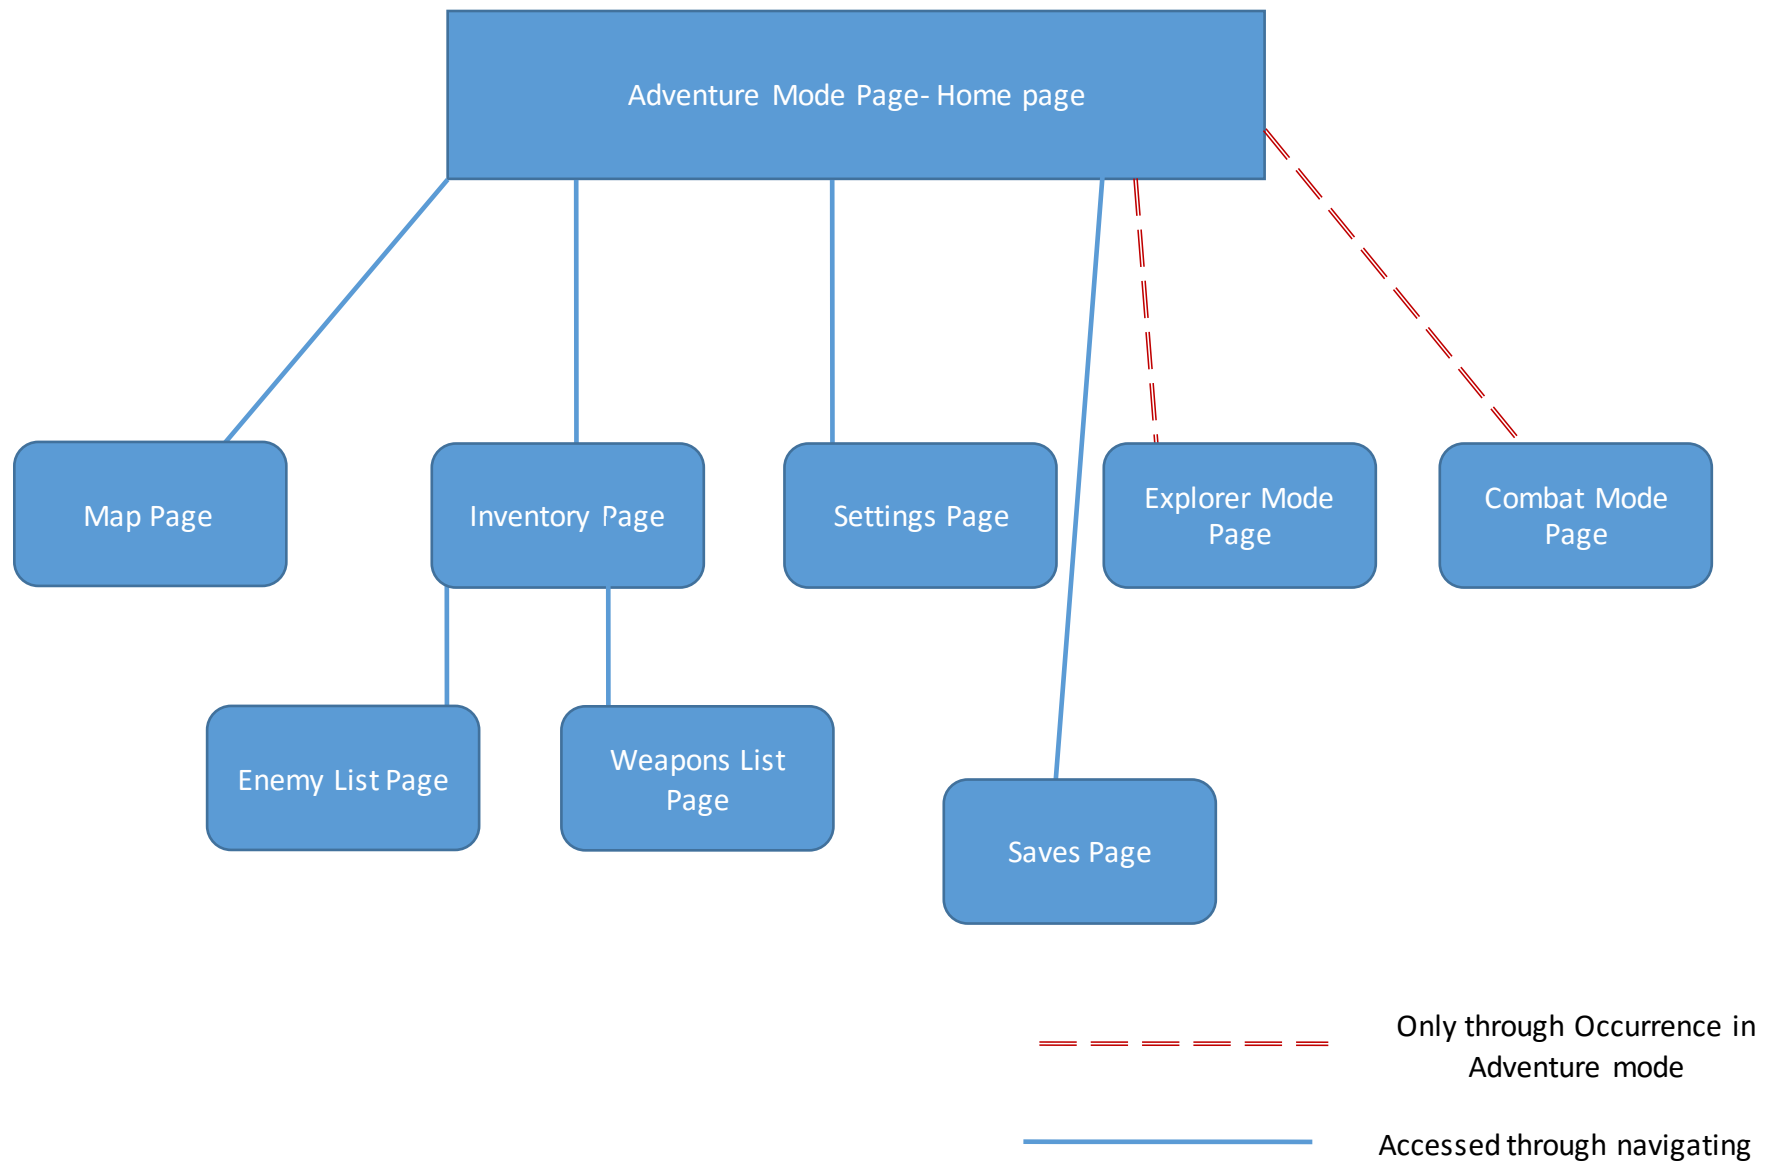 Adventure Mode Page- Home page
Map Page
Inventory Page
Settings Page
Explorer Mode
Page
Combat Mode
Page
Enemy List Page
Weapons List
Page
Saves Page
Only through Occurrence in
Adventure mode
Accessed through navigating